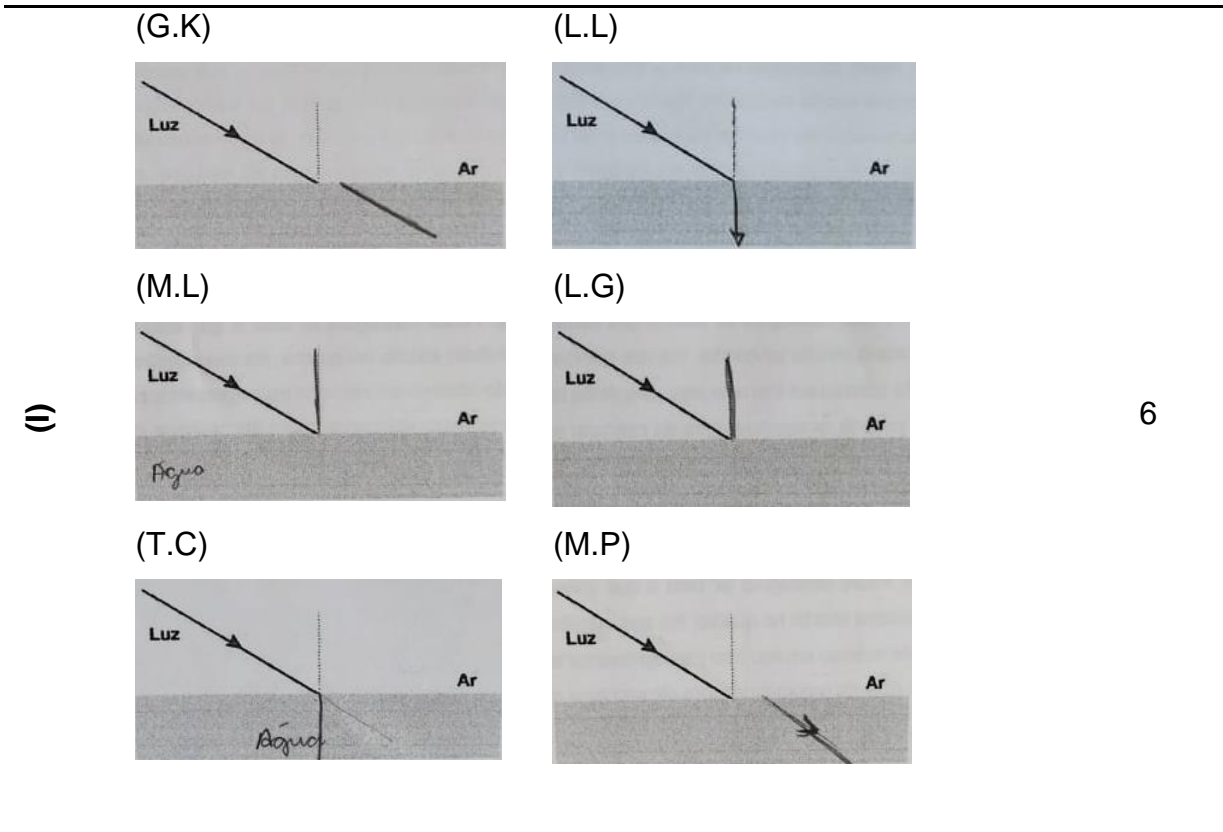 (G.K) (L.L)
Luz Ar
Luz Ar
(M.L) (L.G)
Luz Ar
Água
Luz Ar
(I)
6
(T.C) (M.P)
Luz Ar
Água
Luz Ar